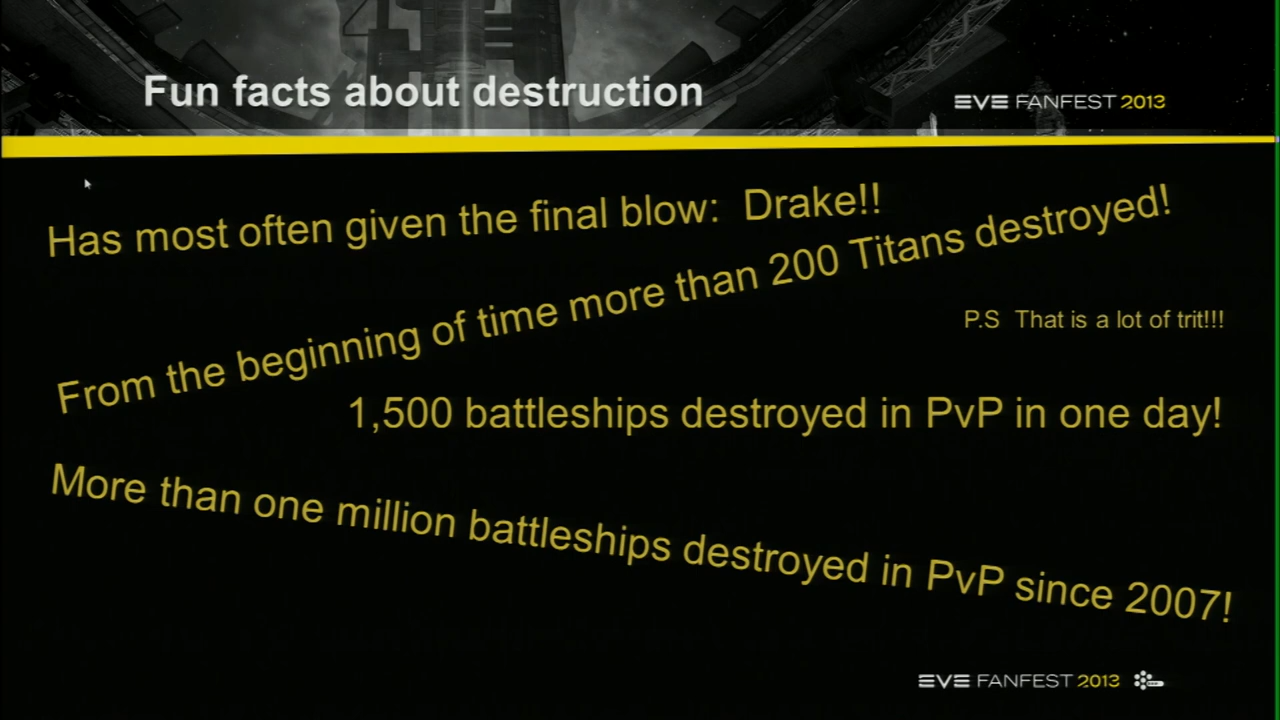 Fun facts about destruction
EVE FANFEST 2013
Has most often given the final blow: Drake!!
From the beginning of time more than 200 Titans destroyed!
P.S That is a lot of trit!!!
1,500 battleships destroyed in PvP in one day!
More than one million battleships destroyed in PvP since 2007!
EVE FANFEST 2013